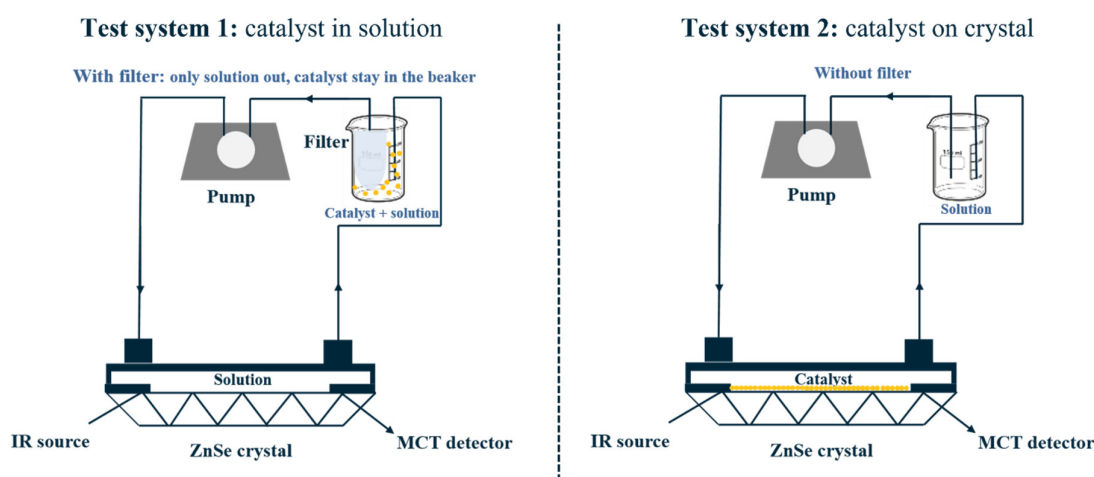 Test system 1: catalyst in solution
With filter: only solution out, catalyst stay in the beaker
Filter
Pump
Catalyst + solution
Solution
IR source
MCT detector
ZnSe crystal
Test system 2: catalyst on crystal
Without filter
Pump
Solution
Catalyst
IR source
MCT detector
ZnSe crystal